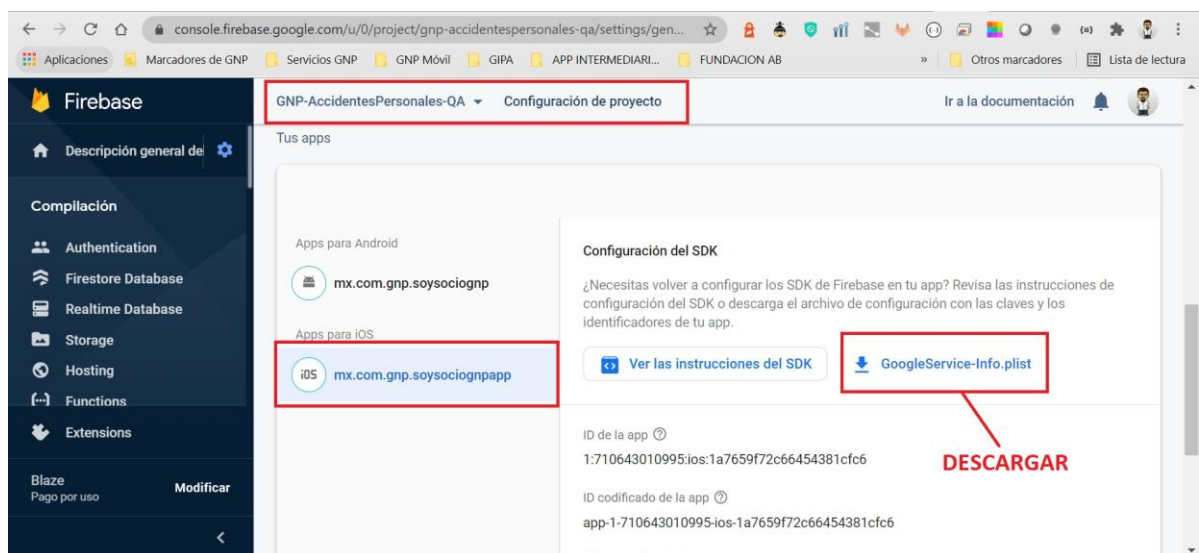 console.firebase.google.com/u/0/project/gnp-accidentespersonales-qa/settings/gen...
Aplicaciones Marcadores de GNP Servicios GNP GNP Móvil GIPA APP INTERMEDIARI... FUNDACION AB » Otros marcadores Lista de lectura
Firebase
GNP-AccidentesPersonales-QA Configuración de proyecto
Ir a la documentación
Descripción general de
Compilación
Authentication
Firestore Database
Realtime Database
Storage
Hosting
Functions
Extensions
Blaze
Pago por uso
Modificar
Tus apps
Apps para Android
mx.com.gnp.soysociognp
Apps para iOS
iOS mx.com.gnp.soysociognpapp
Configuración del SDK
¿Necesitas volver a configurar los SDK de Firebase en tu app? Revisa las instrucciones de
configuración del SDK o descarga el archivo de configuración con las claves y los
identificadores de tu app.
Ver las instrucciones del SDK
GoogleService-Info.plist
DESCARGAR
ID de la app
1:710643010995:ios:1a7659f72c66454381cfc6
ID codificado de la app
app-1-710643010995-ios-1a7659f72c66454381cfc6